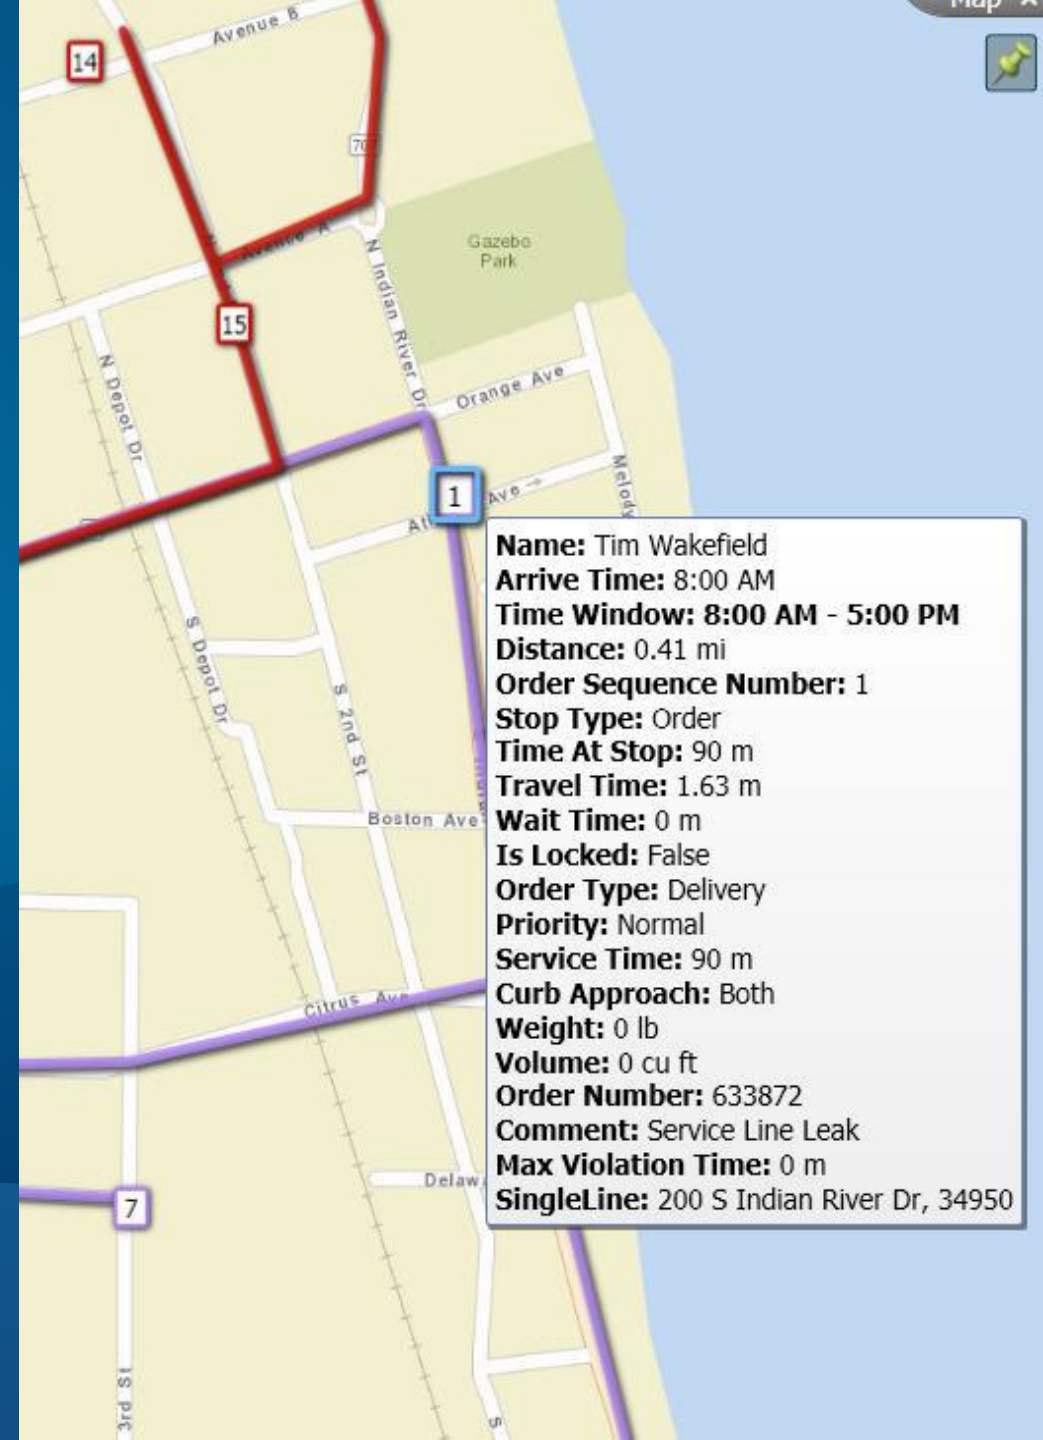 Map
Avenue B
14
70
Avenue A
Gazebo
Park
N Indian River Dr
15
N Depot Dr
Orange Ave
1
Ave →
Melody
S Depot Dr
S 2nd St
Boston Ave
Citrus Ave
7
3rd St
S
Name: Tim Wakefield
Arrive Time: 8:00 AM
Time Window: 8:00 AM - 5:00 PM
Distance: 0.41 mi
Order Sequence Number: 1
Stop Type: Order
Time At Stop: 90 m
Travel Time: 1.63 m
Wait Time: 0 m
Is Locked: False
Order Type: Delivery
Priority: Normal
Service Time: 90 m
Curb Approach: Both
Weight: 0 lb
Volume: 0 cu ft
Order Number: 633872
Comment: Service Line Leak
Max Violation Time: 0 m
SingleLine: 200 S Indian River Dr, 34950